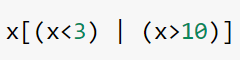 x[(x<3) | (x>10)]